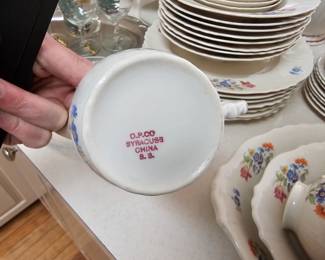 O.P.CO
SYRACUSE
CHINA
S. S.